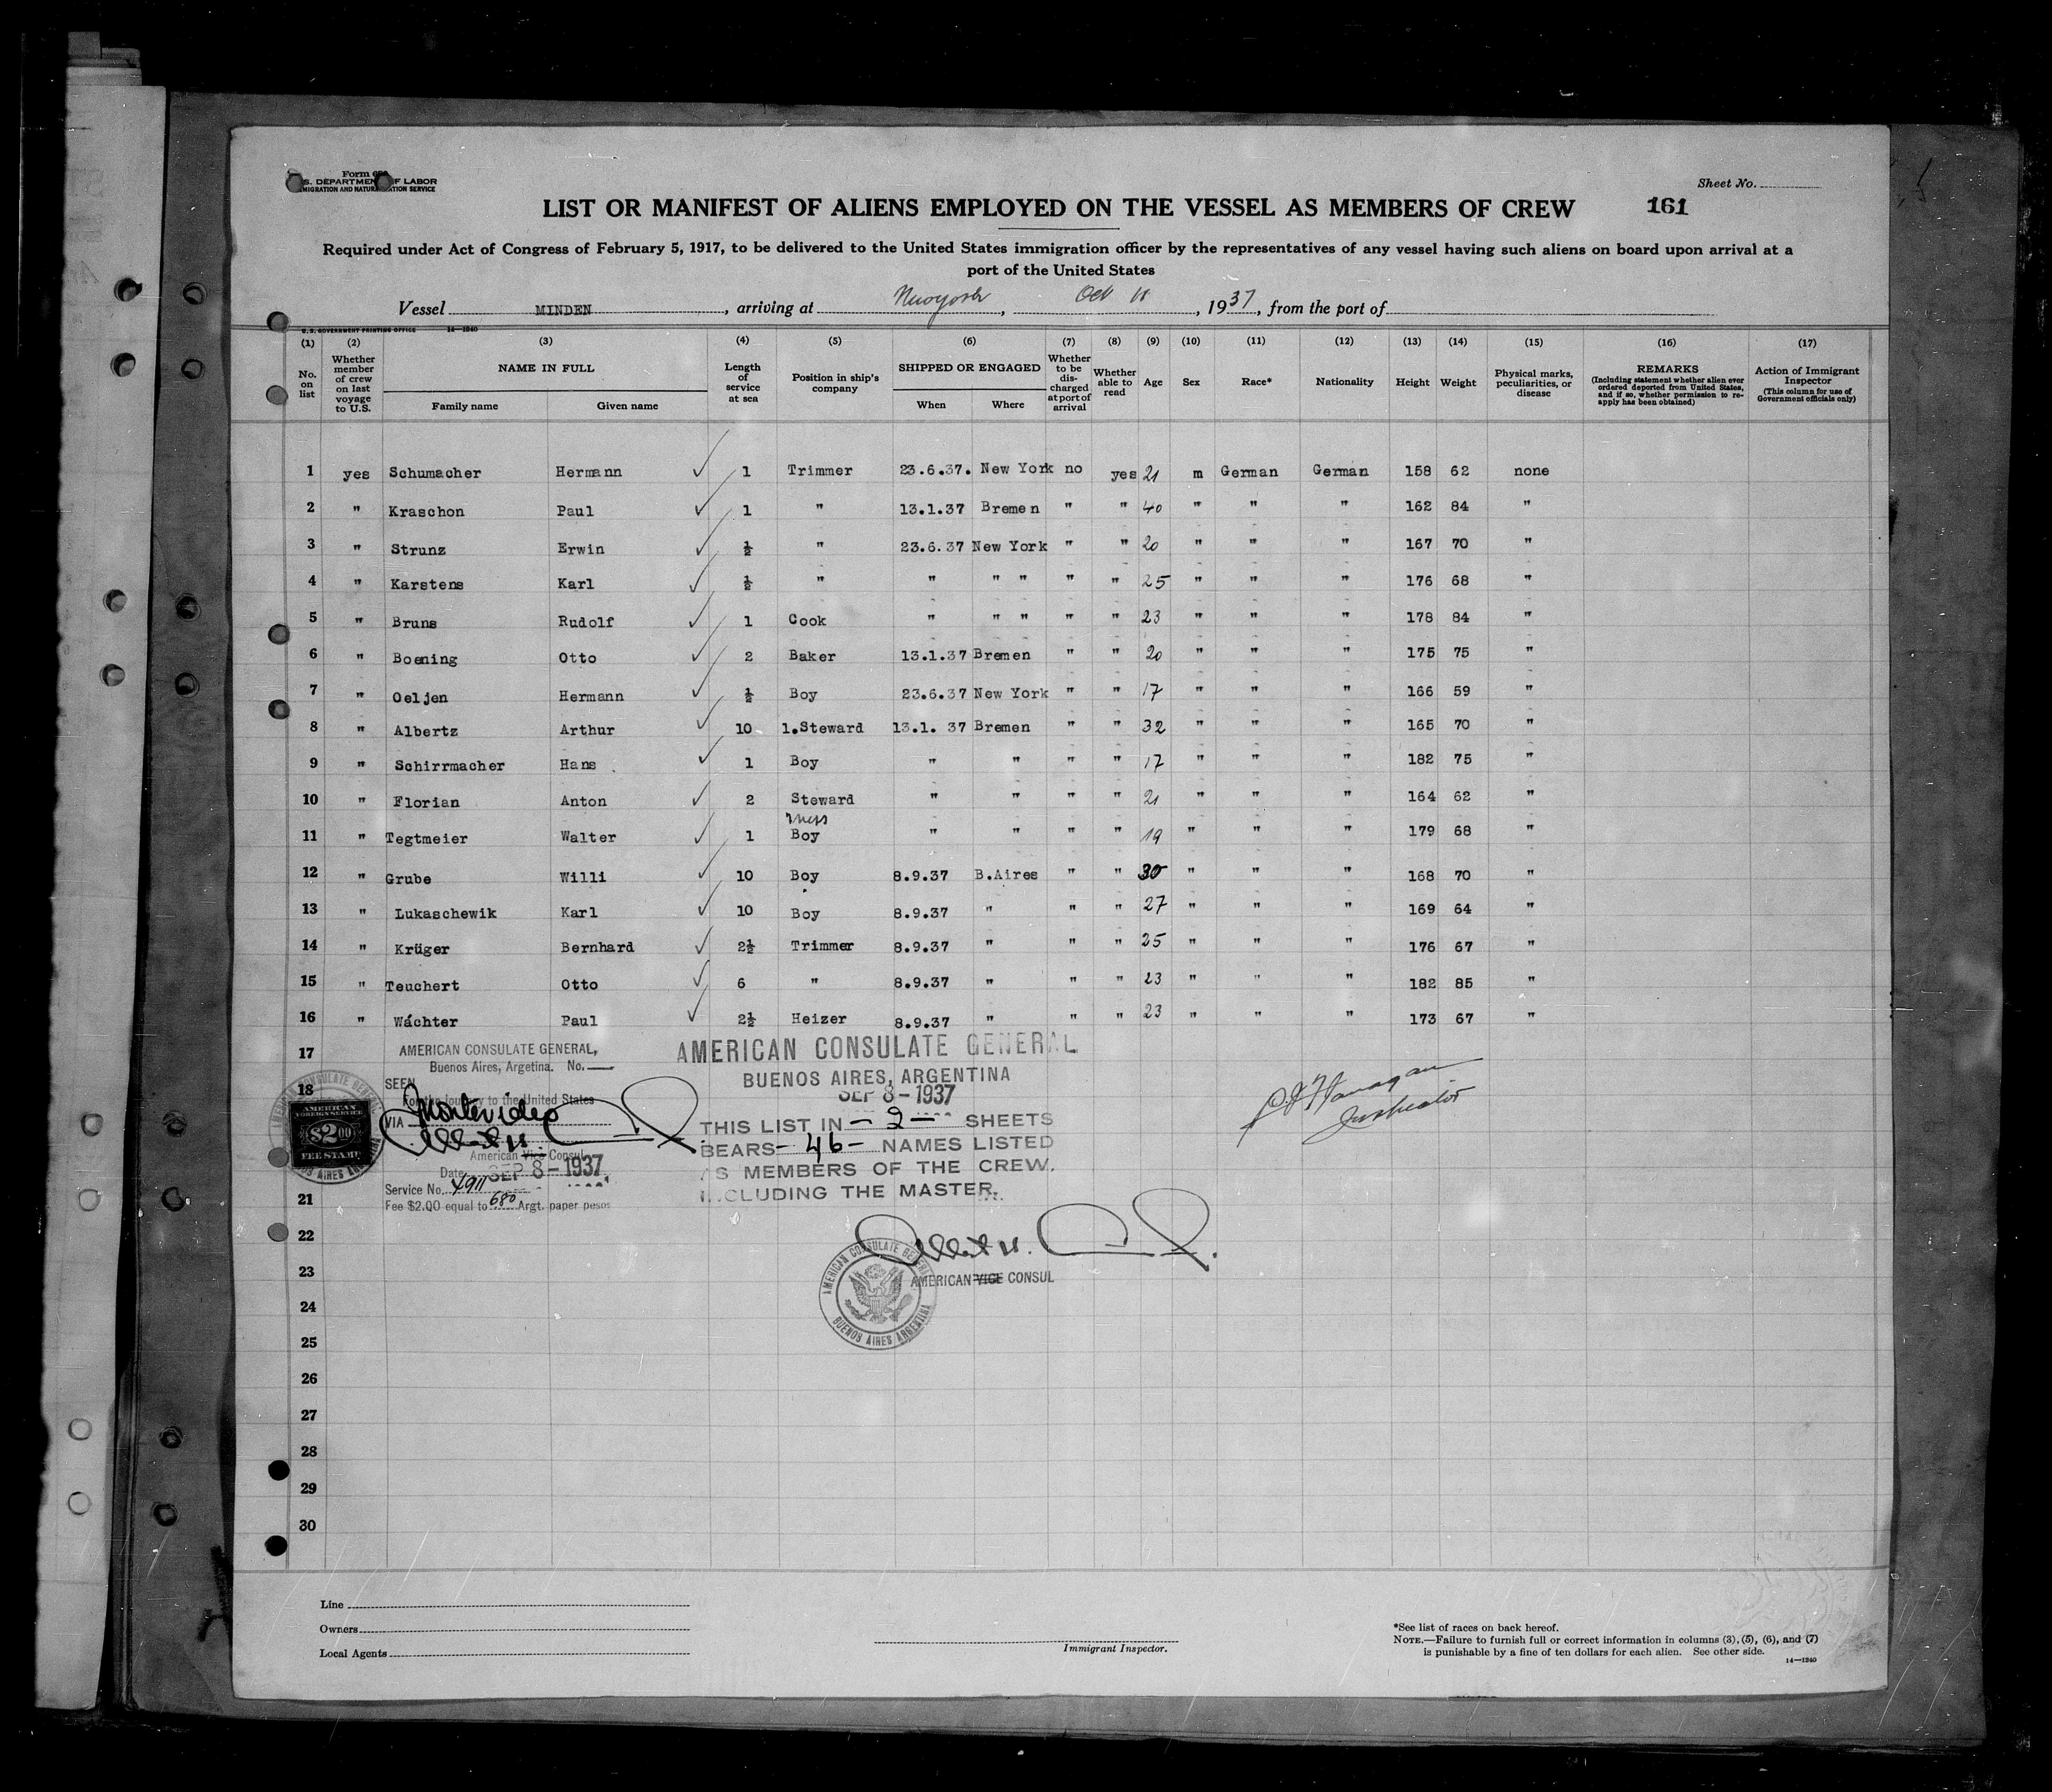 Form 680
U.S. DEPARTMENT OF LABOR
IMMIGRATION AND NATURALIZATION SERVICE
Sheet No.
LIST OR MANIFEST OF ALIENS EMPLOYED ON THE VESSEL AS MEMBERS OF CREW 161
Required under Act of Congress of February 5, 1917, to be delivered to the United States immigration officer by the representatives of any vessel having such aliens on board upon arrival at a
port of the United States
Vessel MINDEN, arriving at Newyork, Oct 11, 1937, from the port of
U. S. GOVERNMENT PRINTING OFFICE 14—1240
(1) (2) (3) (4) (5) (6) (7) (8) (9) (10) (11) (12) (13) (14) (15) (16) (17)
No. on list
Whether member of crew on last voyage to U.S.
NAME IN FULL
Family name Given name
Length of service at sea
Position in ship's company
SHIPPED OR ENGAGED
When Where
Whether to be discharged at port of arrival
Whether able to read
Age
Sex
Race*
Nationality
Height
Weight
Physical marks, peculiarities, or disease
REMARKS
(Including statement whether alien ever ordered deported from United States, and if so, whether permission to re-apply has been obtained)
Action of Immigrant Inspector
(This column for use of Government officials only)
1 yes Schumacher Hermann 1 Trimmer 23.6.37. New York no yes 21 m German German 158 62 none
2 " Kraschon Paul 1 " 13.1.37 Bremen " " 40 " " " 162 84 "
3 " Strunz Erwin ½ " 23.6.37 New York " " 20 " " " 167 70 "
4 " Karstens Karl ½ " " " " " " 25 " " " 176 68 "
5 " Bruns Rudolf 1 Cook " " " " " 23 " " " 178 84 "
6 " Boening Otto 2 Baker 13.1.37 Bremen " " 20 " " " 175 75 "
7 " Oeljen Hermann ½ Boy 23.6.37 New York " " 17 " " " 166 59 "
8 " Albertz Arthur 10 1.Steward 13.1. 37 Bremen " " 32 " " " 165 70 "
9 " Schirrmacher Hans 1 Boy " " " " 17 " " " 182 75 "
10 " Florian Anton 2 Steward " " " " 21 " " " 164 62 "
11 " Tegtmeier Walter 1 Mess Boy " " " " 19 " " " 179 68 "
12 " Grube Willi 10 Boy 8.9.37 B.Aires " " 30 " " " 168 70 "
13 " Lukaschewik Karl 10 Boy 8.9.37 " " " 27 " " " 169 64 "
14 " Krüger Bernhard 2½ Trimmer 8.9.37 " " " 25 " " " 176 67 "
15 " Teuchert Otto 6 " 8.9.37 " " " 23 " " " 182 85 "
16 " Wächter Paul 2½ Heizer 8.9.37 " " " 23 " " " 173 67 "
17
18
21
22
23
24
25
26
27
28
29
30
AMERICAN CONSULATE GENERAL,
Buenos Aires, Argetina. No.
SEEN
For the Journey to the United States
VIA Montevideo
American Vice Consul
Date SEP 8 - 1937
Service No. 4911
Fee $2.00 equal to 680 Argt. paper pesos
AMERICAN
FOREIGN SERVICE
$2.00
FEE STAMP
AMERICAN CONSULATE GENERAL
BUENOS AIRES, ARGENTINA
SEP 8 - 1937
THIS LIST IN - 2 - SHEETS
BEARS - 46 - NAMES LISTED
AS MEMBERS OF THE CREW,
INCLUDING THE MASTER.
AMERICAN VICE CONSUL
AMERICAN CONSULATE GENERAL
BUENOS AIRES ARGENTINA
Inspector
Line
Owners
Local Agents
Immigrant Inspector.
*See list of races on back hereof.
NOTE.—Failure to furnish full or correct information in columns (3), (5), (6), and (7)
is punishable by a fine of ten dollars for each alien. See other side.
14—1240